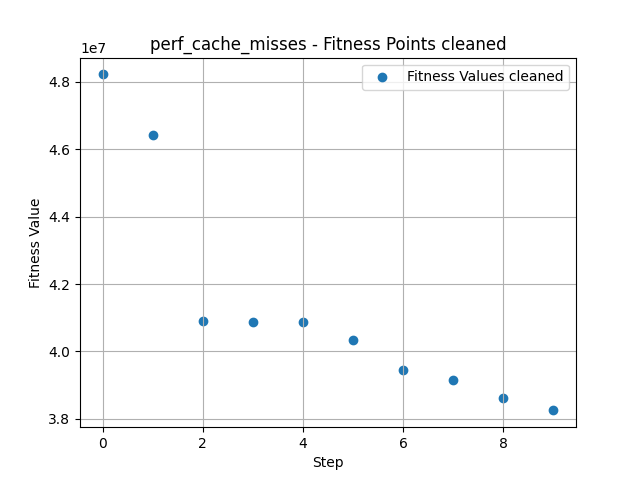 perf_cache_misses - Fitness Points cleaned
1e7
Fitness Values cleaned
4.8
4.6
4.4
4.2
4.0
3.8
Fitness Value
0 2 4 6 8
Step